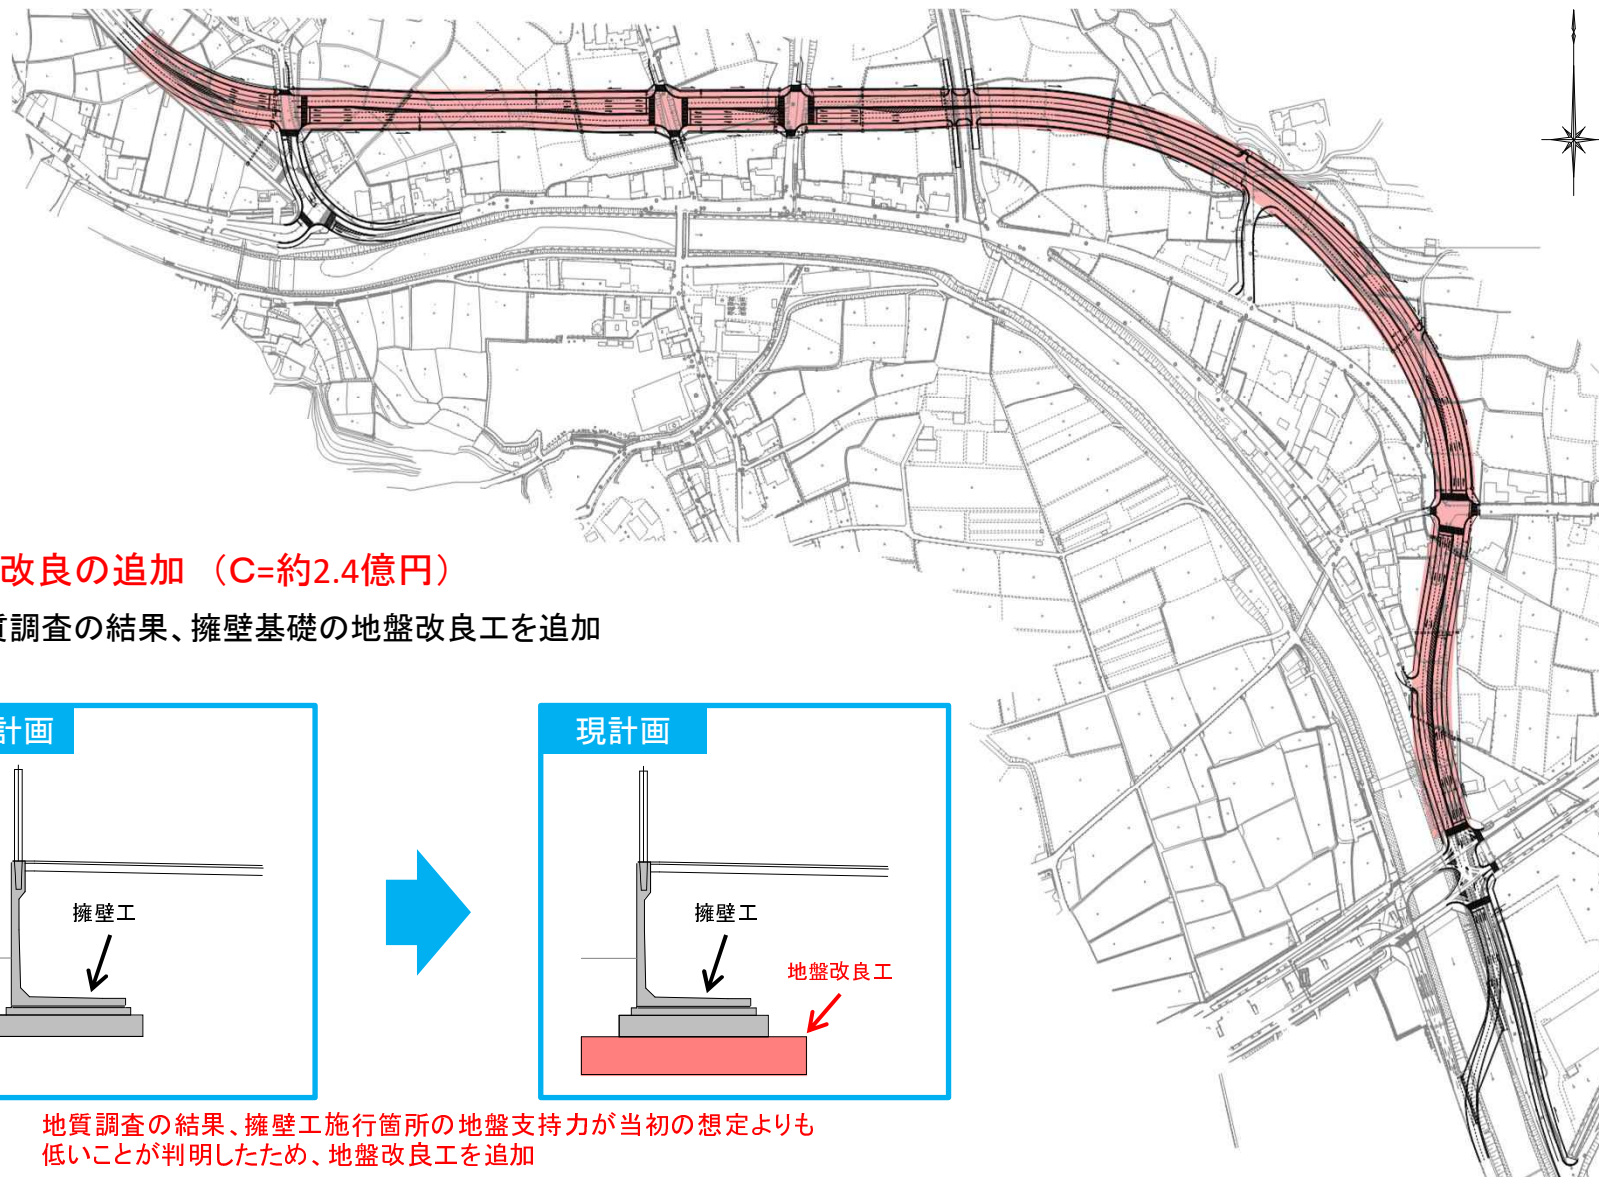 改良の追加 (C=約2.4億円)
質調査の結果、擁壁基礎の地盤改良工を追加
計画
現計画
擁壁工
擁壁工
地盤改良工
地質調査の結果、擁壁工施行箇所の地盤支持力が当初の想定よりも
低いことが判明したため、地盤改良工を追加